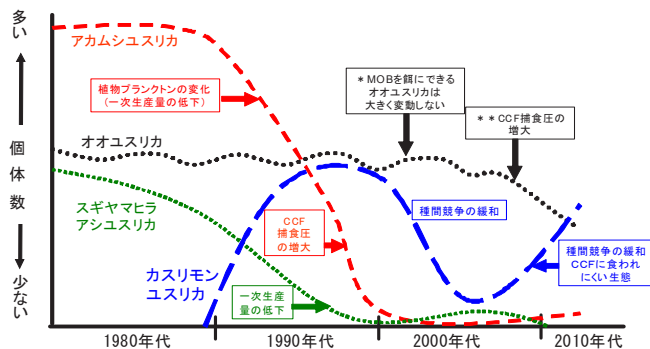 多い
個体数
少ない
アカムシユスリカ
植物プランクトンの変化
(一次生産量の低下)
オオユスリカ
*MOBを餌にできる
オオユスリカは
大きく変動しない
**CCF捕食圧の
増大
スギヤマヒラ
アシユスリカ
CCF
捕食圧
の増大
種間競争の緩和
カスリモン
ユスリカ
一次生産
量の低下
種間競争の緩和
CCFに食われ
にくい生態
1980年代
1990年代
2000年代
2010年代